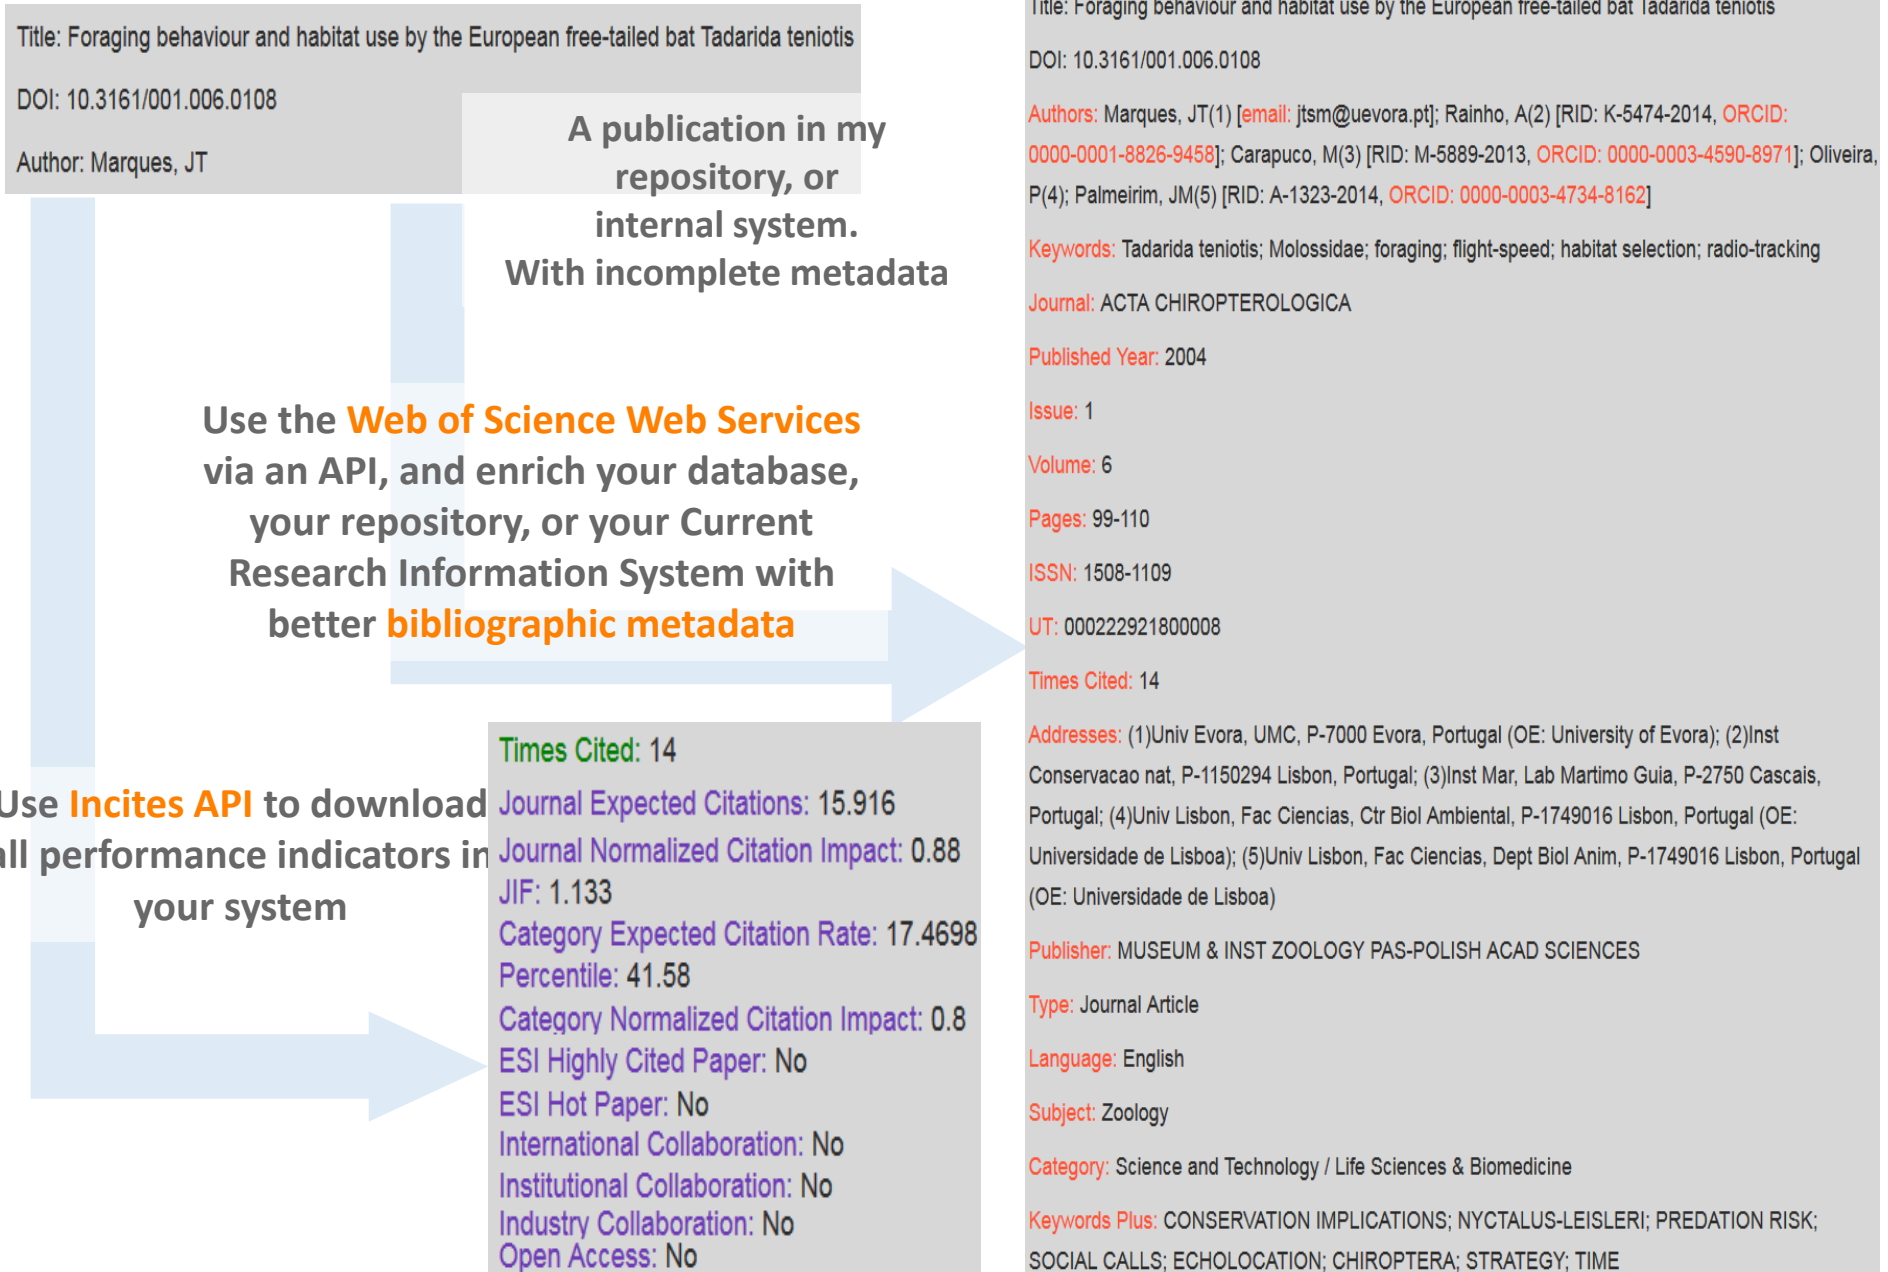 Title: Foraging behaviour and habitat use by the European free-tailed bat Tadarida teniotis
DOI: 10.3161/001.006.0108
Author: Marques, JT
A publication in my
repository, or
internal system.
With incomplete metadata
Use the Web of Science Web Services
via an API, and enrich your database,
your repository, or your Current
Research Information System with
better bibliographic metadata
Use Incites API to download
all performance indicators in
your system
Times Cited: 14
Journal Expected Citations: 15.916
Journal Normalized Citation Impact: 0.88
JIF: 1.133
Category Expected Citation Rate: 17.4698
Percentile: 41.58
Category Normalized Citation Impact: 0.8
ESI Highly Cited Paper: No
ESI Hot Paper: No
International Collaboration: No
Institutional Collaboration: No
Industry Collaboration: No
Open Access: No
Title: Foraging behaviour and habitat use by the European free-tailed bat Tadarida teniotis
DOI: 10.3161/001.006.0108
Authors: Marques, JT(1) [email: jtsm@uevora.pt]; Rainho, A(2) [RID: K-5474-2014, ORCID:
0000-0001-8826-9458]; Carapuco, M(3) [RID: M-5889-2013, ORCID: 0000-0003-4590-8971]; Oliveira,
P(4); Palmeirim, JM(5) [RID: A-1323-2014, ORCID: 0000-0003-4734-8162]
Keywords: Tadarida teniotis; Molossidae; foraging; flight-speed; habitat selection; radio-tracking
Journal: ACTA CHIROPTEROLOGICA
Published Year: 2004
Issue: 1
Volume: 6
Pages: 99-110
ISSN: 1508-1109
UT: 000222921800008
Times Cited: 14
Addresses: (1)Univ Evora, UMC, P-7000 Evora, Portugal (OE: University of Evora); (2)Inst
Conservacao nat, P-1150294 Lisbon, Portugal; (3)Inst Mar, Lab Martimo Guia, P-2750 Cascais,
Portugal; (4)Univ Lisbon, Fac Ciencias, Ctr Biol Ambiental, P-1749016 Lisbon, Portugal (OE:
Universidade de Lisboa); (5)Univ Lisbon, Fac Ciencias, Dept Biol Anim, P-1749016 Lisbon, Portugal
(OE: Universidade de Lisboa)
Publisher: MUSEUM & INST ZOOLOGY PAS-POLISH ACAD SCIENCES
Type: Journal Article
Language: English
Subject: Zoology
Category: Science and Technology / Life Sciences & Biomedicine
Keywords Plus: CONSERVATION IMPLICATIONS; NYCTALUS-LEISLERI; PREDATION RISK;
SOCIAL CALLS; ECHOLOCATION; CHIROPTERA; STRATEGY; TIME